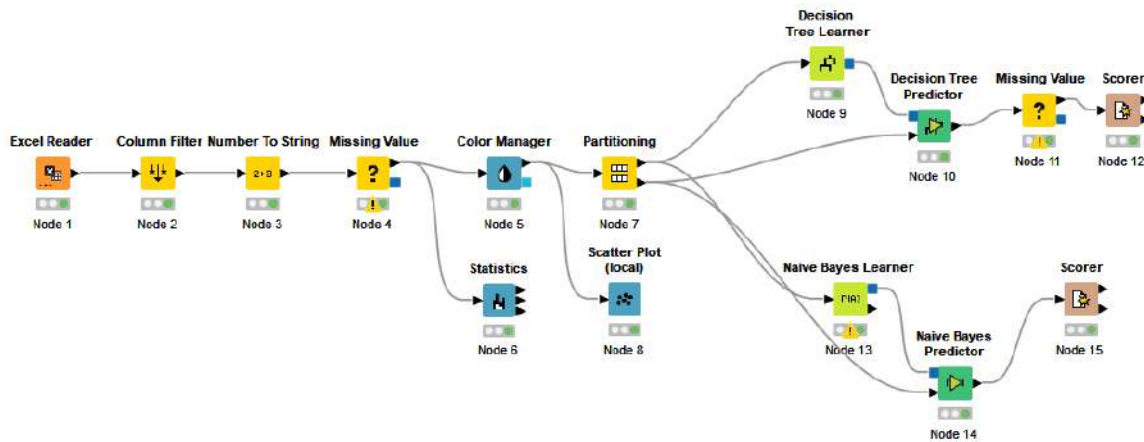 Decision
Tree Learner
Node 9
Decision Tree
Predictor
Node 10
Missing Value
?
Node 11
Scorer
Node 12
Excel Reader
Node 1
Column Filter
Node 2
Number To String
Node 3
Missing Value
?
Node 4
Color Manager
Node 5
Partitioning
Node 7
Statistics
Node 6
Scatter Plot
(local)
Node 8
Naive Bayes Learner
Node 13
Naive Bayes
Predictor
Node 14
Scorer
Node 15